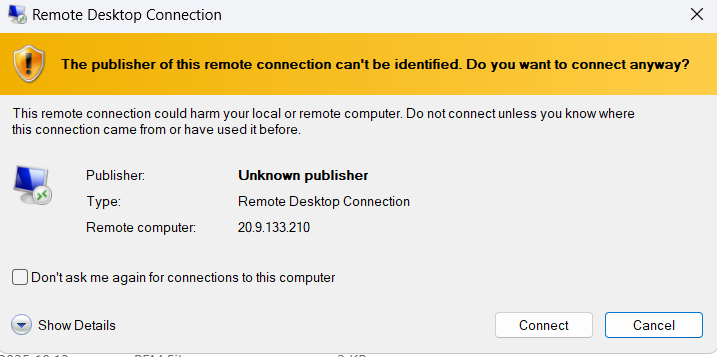 Remote Desktop Connection
The publisher of this remote connection can't be identified. Do you want to connect anyway?
This remote connection could harm your local or remote computer. Do not connect unless you know where
this connection came from or have used it before.
Publisher: Unknown publisher
Type: Remote Desktop Connection
Remote computer: 20.9.133.210
Don't ask me again for connections to this computer
Show Details
Connect
Cancel